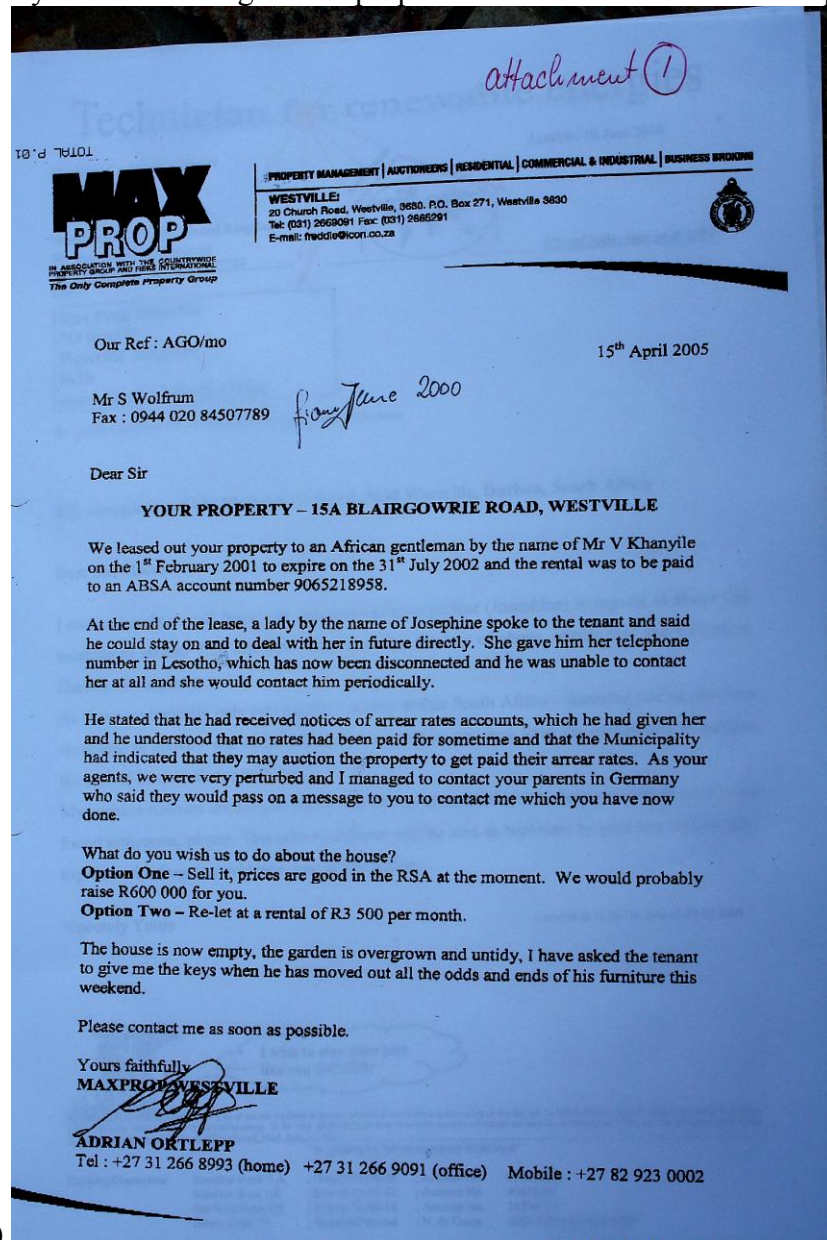 attachment 1
TOTAL P.01
MAX
PROP
IN ASSOCIATION WITH THE COUNTRYWIDE
PROPERTY GROUP AND FIEKS INTERNATIONAL
The Only Complete Property Group
PROPERTY MANAGEMENT | AUCTIONEERS | RESIDENTIAL | COMMERCIAL & INDUSTRIAL | BUSINESS BROKING
WESTVILLE:
20 Church Road, Westville, 3630. P.O. Box 271, Westville 3630
Tel: (031) 2669091 Fax: (031) 2665291
E-mail: freddie@icon.co.za
Our Ref : AGO/mo
15th April 2005
Mr S Wolfrum
Fax : 0944 020 84507789
June 2000
Dear Sir
YOUR PROPERTY – 15A BLAIRGOWRIE ROAD, WESTVILLE
We leased out your property to an African gentleman by the name of Mr V Khanyile
on the 1st February 2001 to expire on the 31st July 2002 and the rental was to be paid
to an ABSA account number 9065218958.
At the end of the lease, a lady by the name of Josephine spoke to the tenant and said
he could stay on and to deal with her in future directly. She gave him her telephone
number in Lesotho, which has now been disconnected and he was unable to contact
her at all and she would contact him periodically.
He stated that he had received notices of arrear rates accounts, which he had given her
and he understood that no rates had been paid for sometime and that the Municipality
had indicated that they may auction the property to get paid their arrear rates. As your
agents, we were very perturbed and I managed to contact your parents in Germany
who said they would pass on a message to you to contact me which you have now
done.
What do you wish us to do about the house?
Option One – Sell it, prices are good in the RSA at the moment. We would probably
raise R600 000 for you.
Option Two – Re-let at a rental of R3 500 per month.
The house is now empty, the garden is overgrown and untidy, I have asked the tenant
to give me the keys when he has moved out all the odds and ends of his furniture this
weekend.
Please contact me as soon as possible.
Yours faithfully
MAXPROP WESTVILLE
ADRIAN ORTLEPP
Tel : +27 31 266 8993 (home) +27 31 266 9091 (office) Mobile : +27 82 923 0002